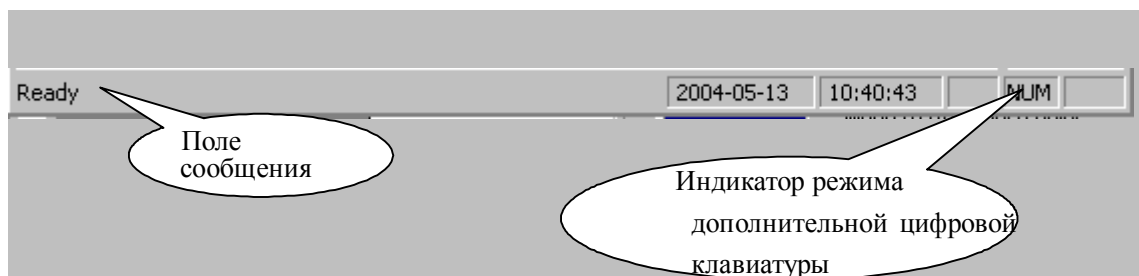 Ready 2004-05-13 10:40:43 NUM
Поле
сообщения
Индикатор режима
дополнительной цифровой
клавиатуры